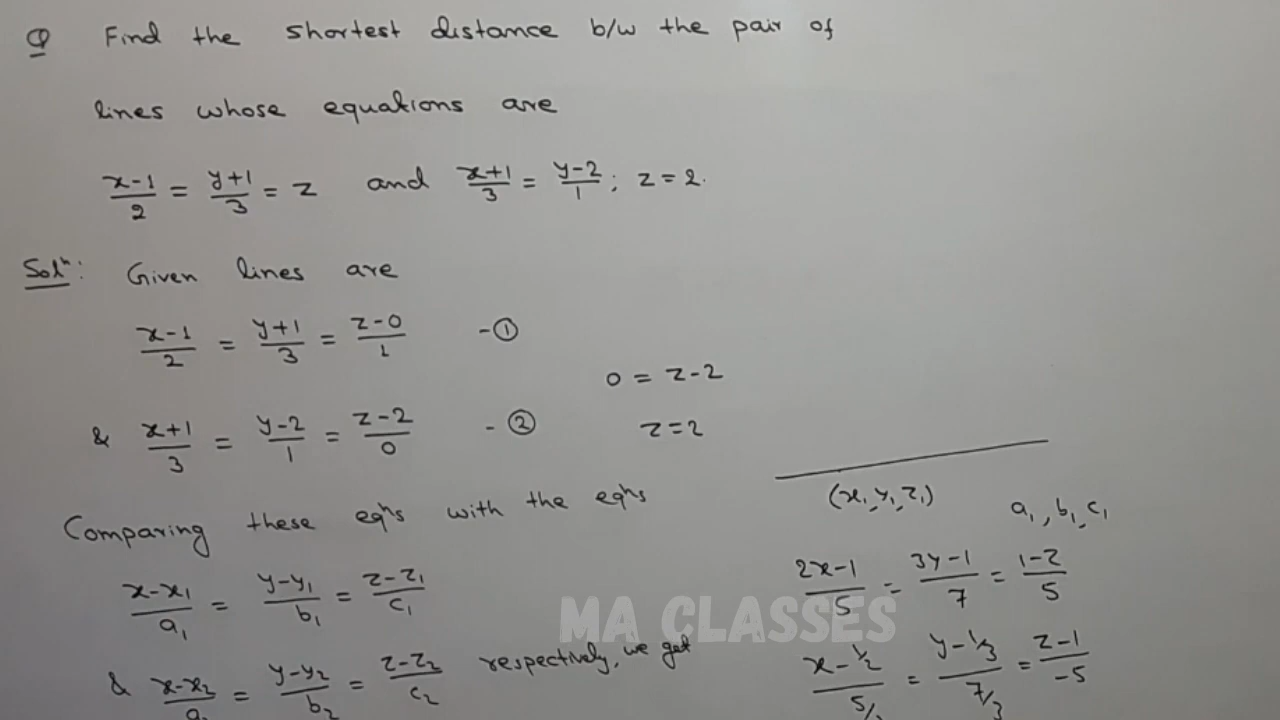 Q Find the shortest distance b/w the pair of
lines whose equations are
(x-1)/2 = (y+1)/3 = z and (x+1)/3 = (y-2)/1 ; z = 2.
Solⁿ: Given lines are
(x-1)/2 = (y+1)/3 = (z-0)/1 -①
0 = z-2
& (x+1)/3 = (y-2)/1 = (z-2)/0 - ②
z=2
Comparing these eqⁿs with the eqⁿs
(x-x₁)/a₁ = (y-y₁)/b₁ = (z-z₁)/c₁
& (x-x₂)/a = (y-y₂)/b₂ = (z-z₂)/c₂ respectively, we get
(x₁, y₁, z₁)
a₁, b₁, c₁
(2x-1)/5 = (3y-1)/7 = (1-z)/5
(x-1/2)/(5/ = (y-1/3)/(7/3) = (z-1)/-5
MA CLASSES